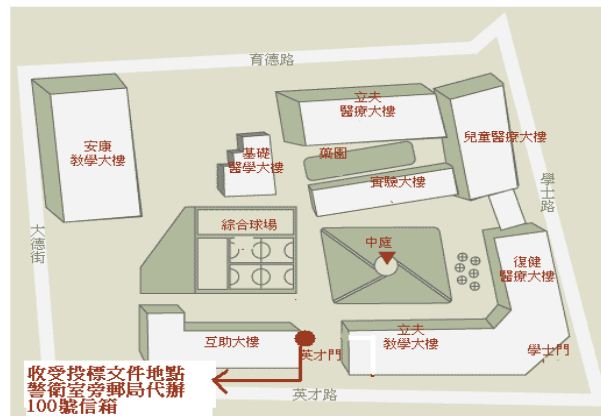 育德路
立夫
醫療大樓
兒童醫療大樓
安康
教學大樓
基礎
醫學大樓
藥園
實驗大樓
學士路
大德街
綜合球場
中庭
復健
醫療大樓
互助大樓
英才門
立夫
教學大樓
學士門
收受投標文件地點
警衛室旁郵局代辦
100號信箱
英才路